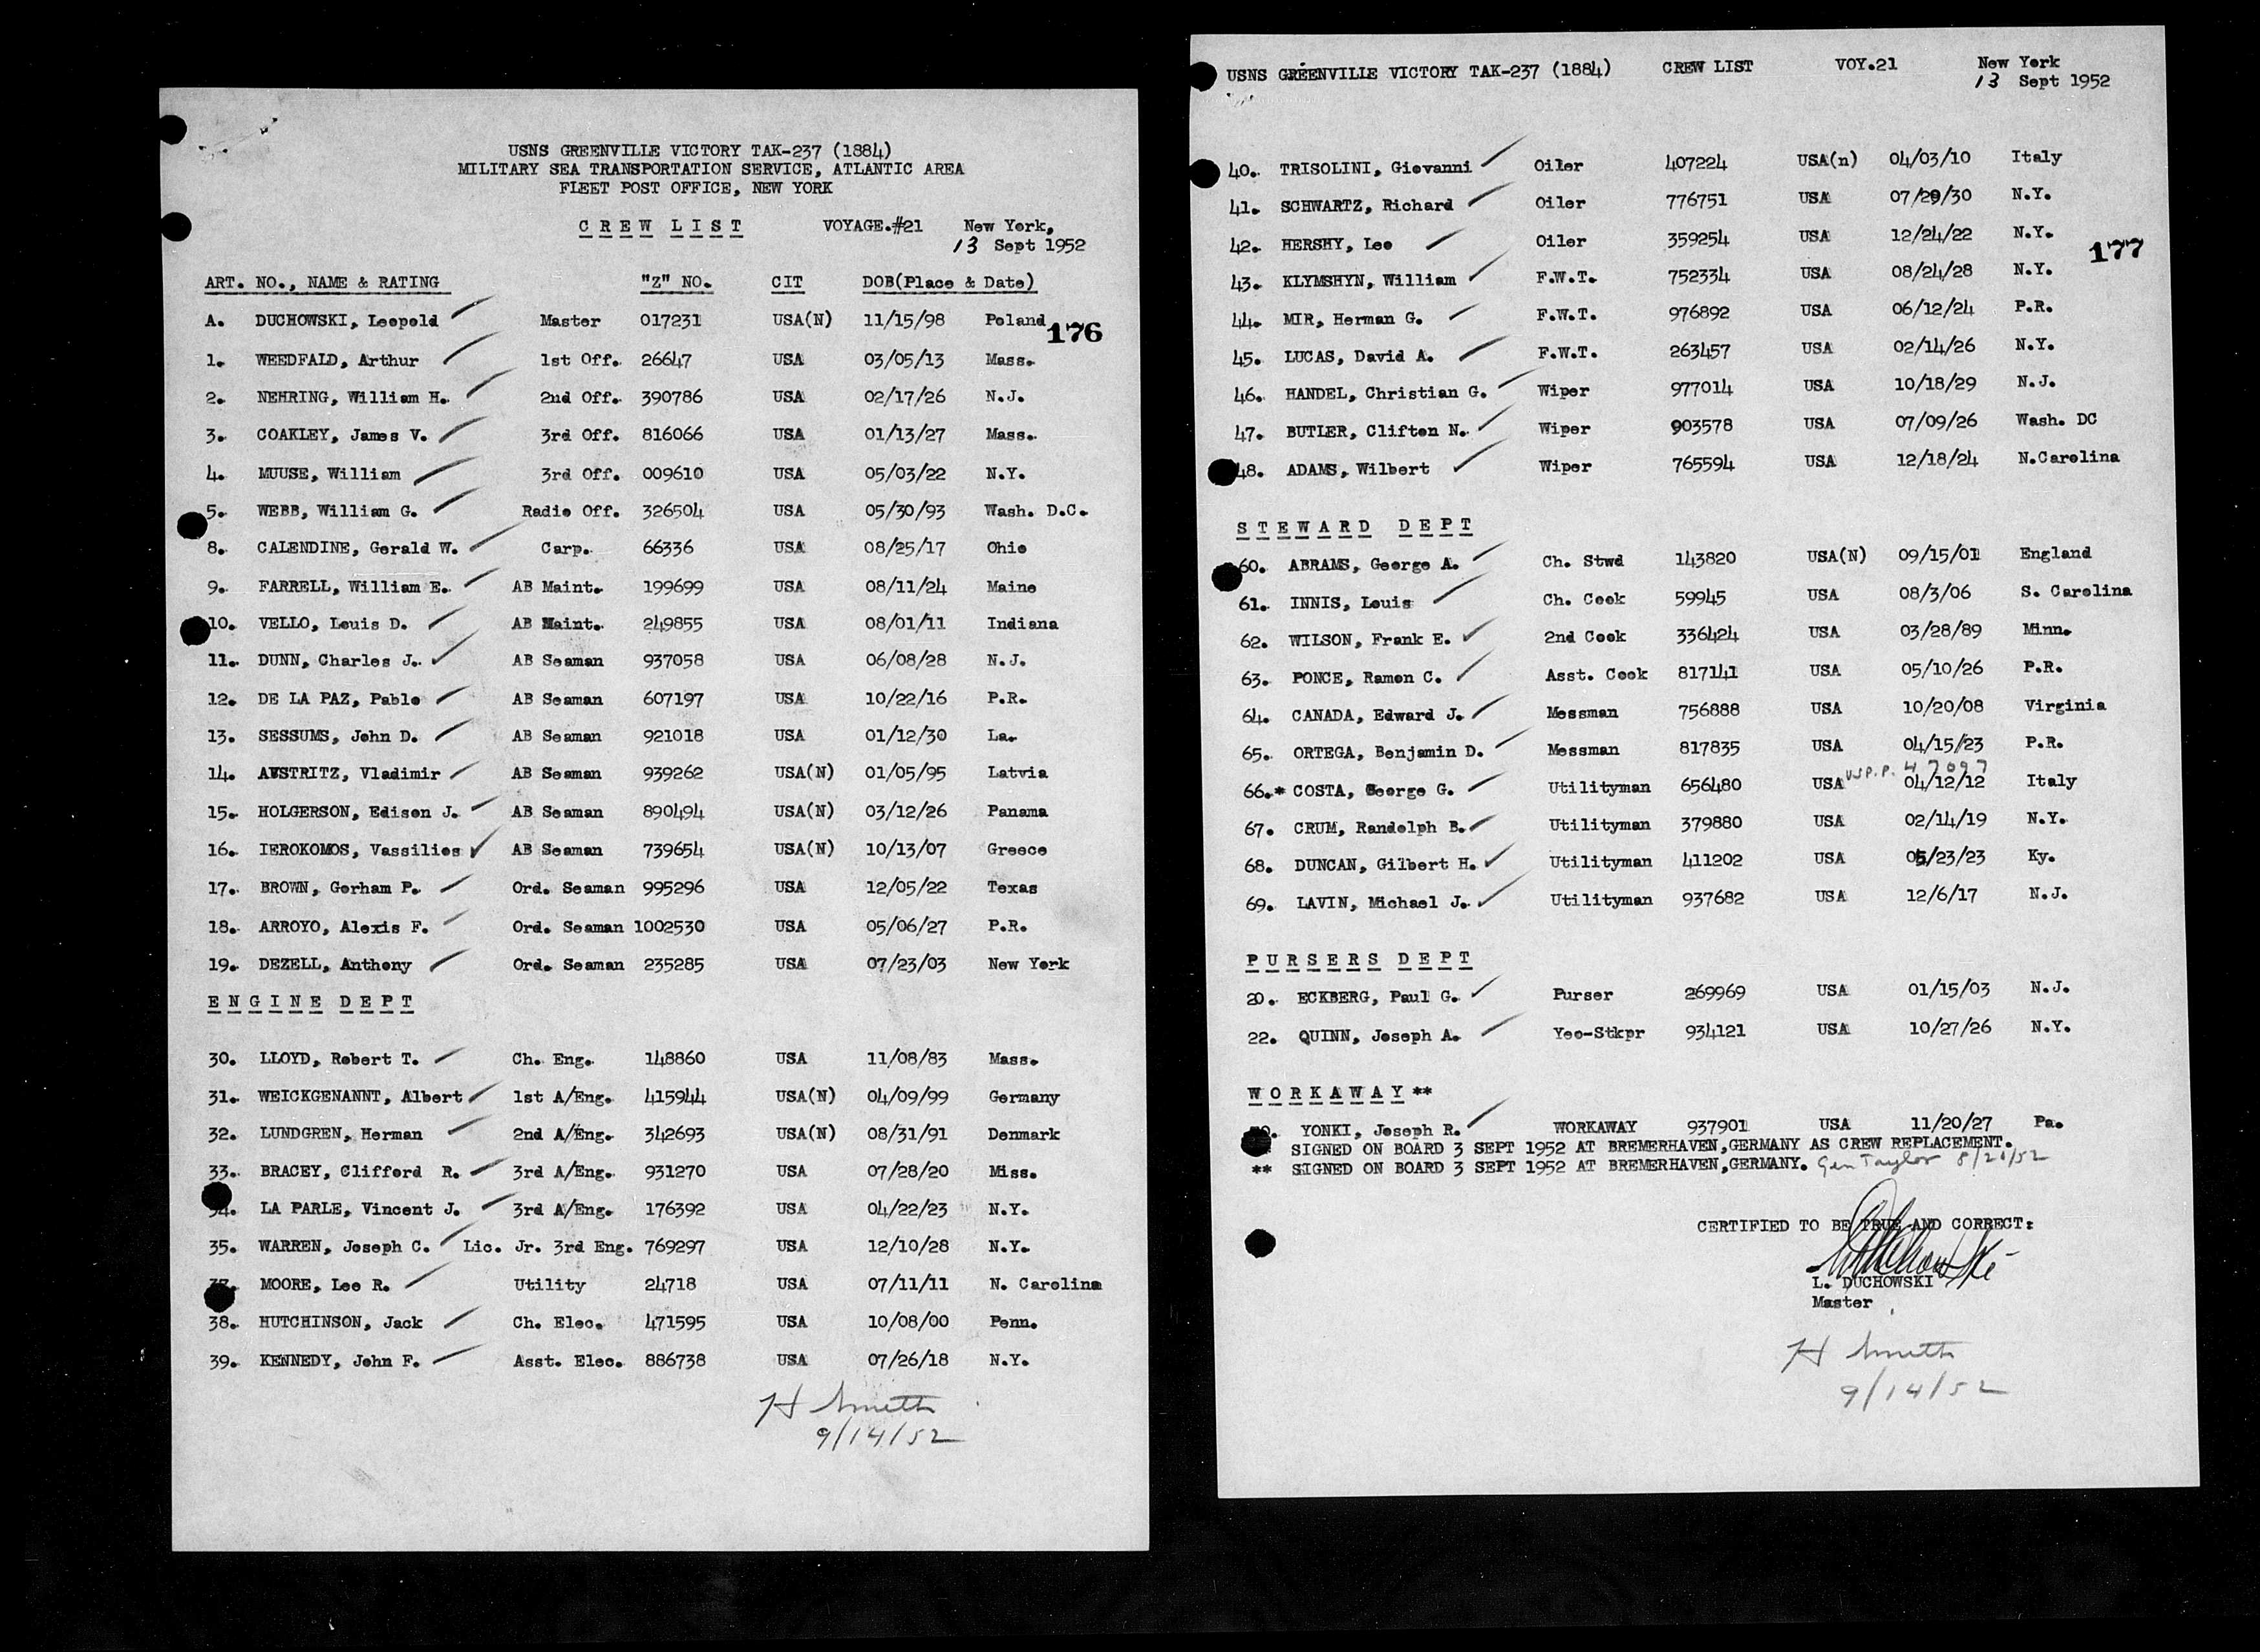 USNS GREENVILLE VICTORY TAK-237 (1884)
MILITARY SEA TRANSPORTATION SERVICE, ATLANTIC AREA
FLEET POST OFFICE, NEW YORK
CREW LIST VOYAGE.#21 New York,
13 Sept 1952
ART. NO., NAME & RATING "Z" NO. CIT DOB(Place & Date)
A. DUCHOWSKI, Leopold Master 017231 USA(N) 11/15/98 Poland
176
1. WEEDFALD, Arthur 1st Off. 26647 USA 03/05/13 Mass.
2. NEHRING, William H. 2nd Off. 390786 USA 02/17/26 N.J.
3. COAKLEY, James V. 3rd Off. 816066 USA 01/13/27 Mass.
4. MUUSE, William 3rd Off. 009610 USA 05/03/22 N.Y.
5. WEBB, William G. Radio Off. 326504 USA 05/30/93 Wash. D.C.
8. CALENDINE, Gerald W. Carp. 66336 USA 08/25/17 Ohio
9. FARRELL, William E. AB Maint. 199699 USA 08/11/24 Maine
10. VELLO, Louis D. AB Maint. 249855 USA 08/01/11 Indiana
11. DUNN, Charles J. AB Seaman 937058 USA 06/08/28 N.J.
12. DE LA PAZ, Pablo AB Seaman 607197 USA 10/22/16 P.R.
13. SESSUMS, John D. AB Seaman 921018 USA 01/12/30 La.
14. AVSTRITZ, Vladimir AB Seaman 939262 USA(N) 01/05/95 Latvia
15. HOLGERSON, Edison J. AB Seaman 890494 USA(N) 03/12/26 Panama
16. IEROKOMOS, Vassilios AB Seaman 739654 USA(N) 10/13/07 Greece
17. BROWN, Gorham P. Ord. Seaman 995296 USA 12/05/22 Texas
18. ARROYO, Alexis F. Ord. Seaman 1002530 USA 05/06/27 P.R.
19. DEZELL, Anthony Ord. Seaman 235285 USA 07/23/03 New York
ENGINE DEPT
30. LLOYD, Robert T. Ch. Eng. 148860 USA 11/08/83 Mass.
31. WEICKGENANNT, Albert 1st A/Eng. 415944 USA(N) 04/09/99 Germany
32. LUNDGREN, Herman 2nd A/Eng. 342693 USA(N) 08/31/91 Denmark
33. BRACEY, Clifford R. 3rd A/Eng. 931270 USA 07/28/20 Miss.
34. LA PARLE, Vincent J. 3rd A/Eng. 176392 USA 04/22/23 N.Y.
35. WARREN, Joseph C. Lic. Jr. 3rd Eng. 769297 USA 12/10/28 N.Y.
37. MOORE, Lee R. Utility 24718 USA 07/11/11 N. Carolina
38. HUTCHINSON, Jack Ch. Elec. 471595 USA 10/08/00 Penn.
39. KENNEDY, John F. Asst. Elec. 886738 USA 07/26/18 N.Y.
H Smith
9/14/52
USNS GREENVILLE VICTORY TAK-237 (1884) CREW LIST VOY.21 New York
13 Sept 1952
40. TRISOLINI, Giovanni Oiler 407224 USA(n) 04/03/10 Italy
41. SCHWARTZ, Richard Oiler 776751 USA 07/29/30 N.Y.
42. HERSHY, Leo Oiler 359254 USA 12/24/22 N.Y.
177
43. KLYMSHYN, William F.W.T. 752334 USA 08/24/28 N.Y.
44. MIR, Herman G. F.W.T. 976892 USA 06/12/24 P.R.
45. LUCAS, David A. F.W.T. 263457 USA 02/14/26 N.Y.
46. HANDEL, Christian G. Wiper 977014 USA 10/18/29 N.J.
47. BUTLER, Clifton N. Wiper 903578 USA 07/09/26 Wash. DC
48. ADAMS, Wilbert Wiper 765594 USA 12/18/24 N.Carolina
STEWARD DEPT
60. ABRAMS, George A. Ch. Stwd 143820 USA(N) 09/15/01 England
61. INNIS, Louis Ch. Cook 59945 USA 08/3/06 S. Carolina
62. WILSON, Frank E. 2nd Cook 336424 USA 03/28/89 Minn.
63. PONCE, Ramon C. Asst. Cook 817141 USA 05/10/26 P.R.
64. CANADA, Edward J. Messman 756888 USA 10/20/08 Virginia
65. ORTEGA, Benjamin D. Messman 817835 USA 04/15/23 P.R.
USP.P. 47097
66.* COSTA, George G. Utilityman 656480 USA 04/12/12 Italy
67. CRUM, Randolph B. Utilityman 379880 USA 02/14/19 N.Y.
68. DUNCAN, Gilbert H. Utilityman 411202 USA 05/23/23 Ky.
69. LAVIN, Michael J. Utilityman 937682 USA 12/6/17 N.J.
PURSERS DEPT
20. ECKBERG, Paul G. Purser 269969 USA 01/15/03 N.J.
22. QUINN, Joseph A. Yeo-Stkpr 934121 USA 10/27/26 N.Y.
WORKAWAY **
YONKI, Joseph R. WORKAWAY 937901 USA 11/20/27 Pa.
SIGNED ON BOARD 3 SEPT 1952 AT BREMERHAVEN,GERMANY AS CREW REPLACEMENT.
** SIGNED ON BOARD 3 SEPT 1952 AT BREMERHAVEN,GERMANY. Gen Taylor
CERTIFIED TO BE TRUE AND CORRECT:
L. DUCHOWSKI
Master
H Smith
9/14/52